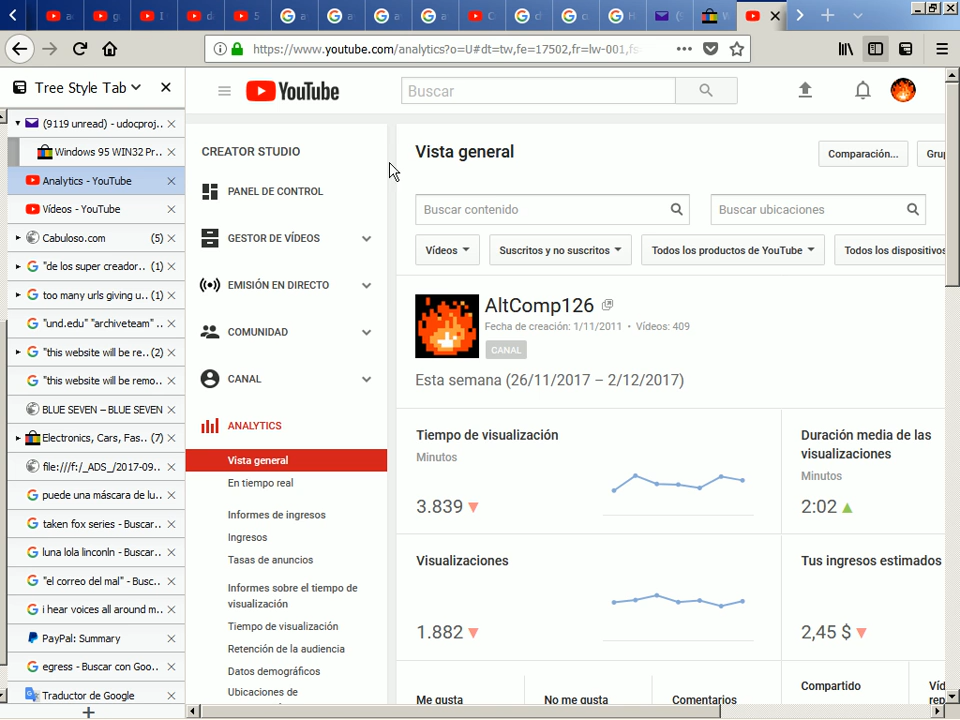 https://www.youtube.com/analytics?o=U#dt=tw,fe=17502,fr=lw-001,fs
Tree Style Tab
(9119 unread) - udocproj..
Windows 95 WIN32 Pr..
Analytics - YouTube
Vídeos - YouTube
Cabuloso.com (5)
"de los super creador.. (1)
too many urls giving u.. (1)
"und.edu" "archiveteam" ..
"this website will be re.. (2)
"this website will be remo..
BLUE SEVEN – BLUE SEVEN
Electronics, Cars, Fas.. (7)
file:///f:/_ADS_/2017-09..
puede una máscara de lu..
taken fox series - Buscar..
luna lola linconln - Buscar..
"el correo del mal" - Busc..
i hear voices all around m..
PayPal: Summary
egress - Buscar con Goo..
Traductor de Google
YouTube
Buscar
CREATOR STUDIO
PANEL DE CONTROL
GESTOR DE VÍDEOS
EMISIÓN EN DIRECTO
COMUNIDAD
CANAL
ANALYTICS
Vista general
En tiempo real
Informes de ingresos
Ingresos
Tasas de anuncios
Informes sobre el tiempo de
visualización
Tiempo de visualización
Retención de la audiencia
Datos demográficos
Ubicaciones de
Vista general
Comparación...
Gru
Buscar contenido
Buscar ubicaciones
Vídeos
Suscritos y no suscritos
Todos los productos de YouTube
Todos los dispositivos
AltComp126
Fecha de creación: 1/11/2011 • Vídeos: 409
CANAL
Esta semana (26/11/2017 – 2/12/2017)
Tiempo de visualización
Minutos
3.839
Duración media de las
visualizaciones
Minutos
2:02
Visualizaciones
1.882
Tus ingresos estimados
2,45 $
Me gusta
No me gusta
Comentarios
Compartido
Víd